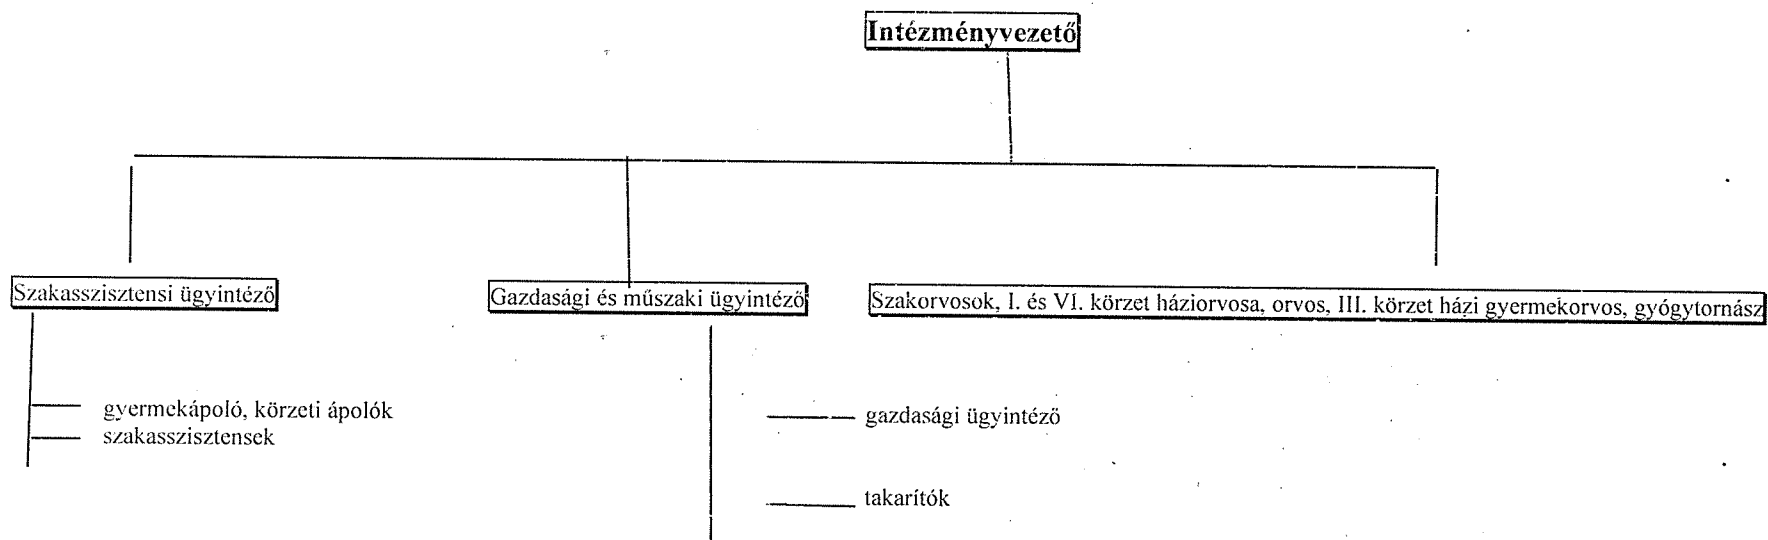 Intézményvezető
Szakasszisztensi ügyintéző
Gazdasági és műszaki ügyintéző
Szakorvosok, I. és VI. körzet háziorvosa, orvos, III. körzet házi gyermekorvos, gyógytornász
gyermekápoló, körzeti ápolók
szakasszisztensek
gazdasági ügyintéző
takarítók